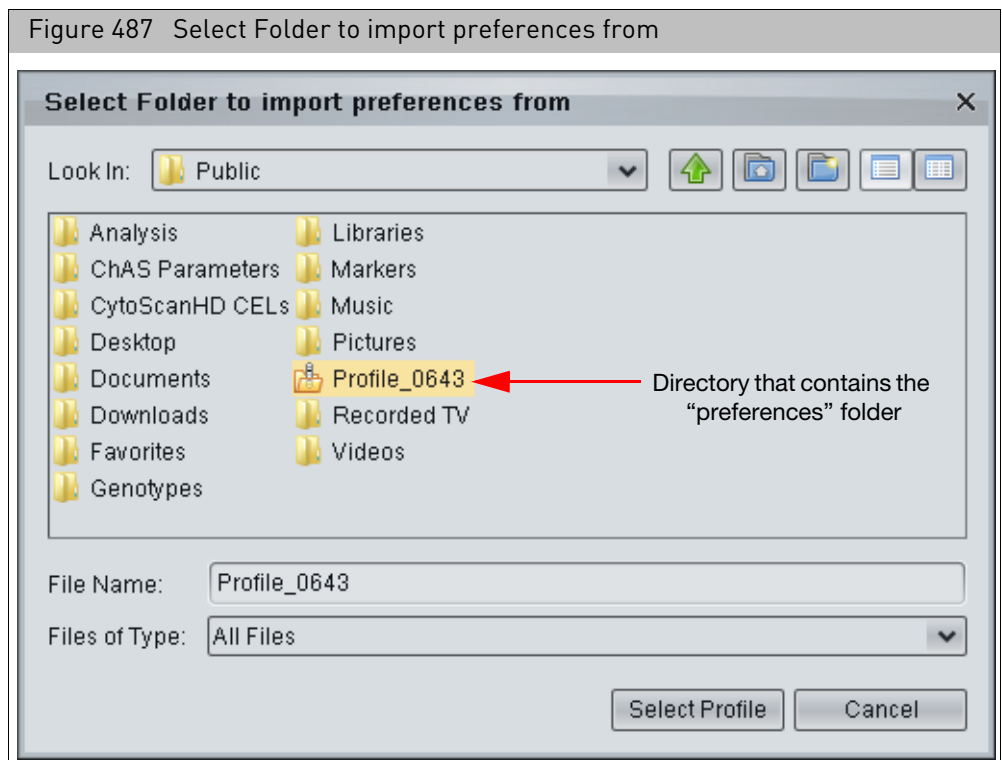 Figure 487 Select Folder to import preferences from
Select Folder to import preferences from
Look In: Public
Analysis
ChAS Parameters
CytoScanHD CELs
Desktop
Documents
Downloads
Favorites
Genotypes
Libraries
Markers
Music
Pictures
Profile_0643
Recorded TV
Videos
Directory that contains the
“preferences” folder
File Name: Profile_0643
Files of Type: All Files
Select Profile Cancel